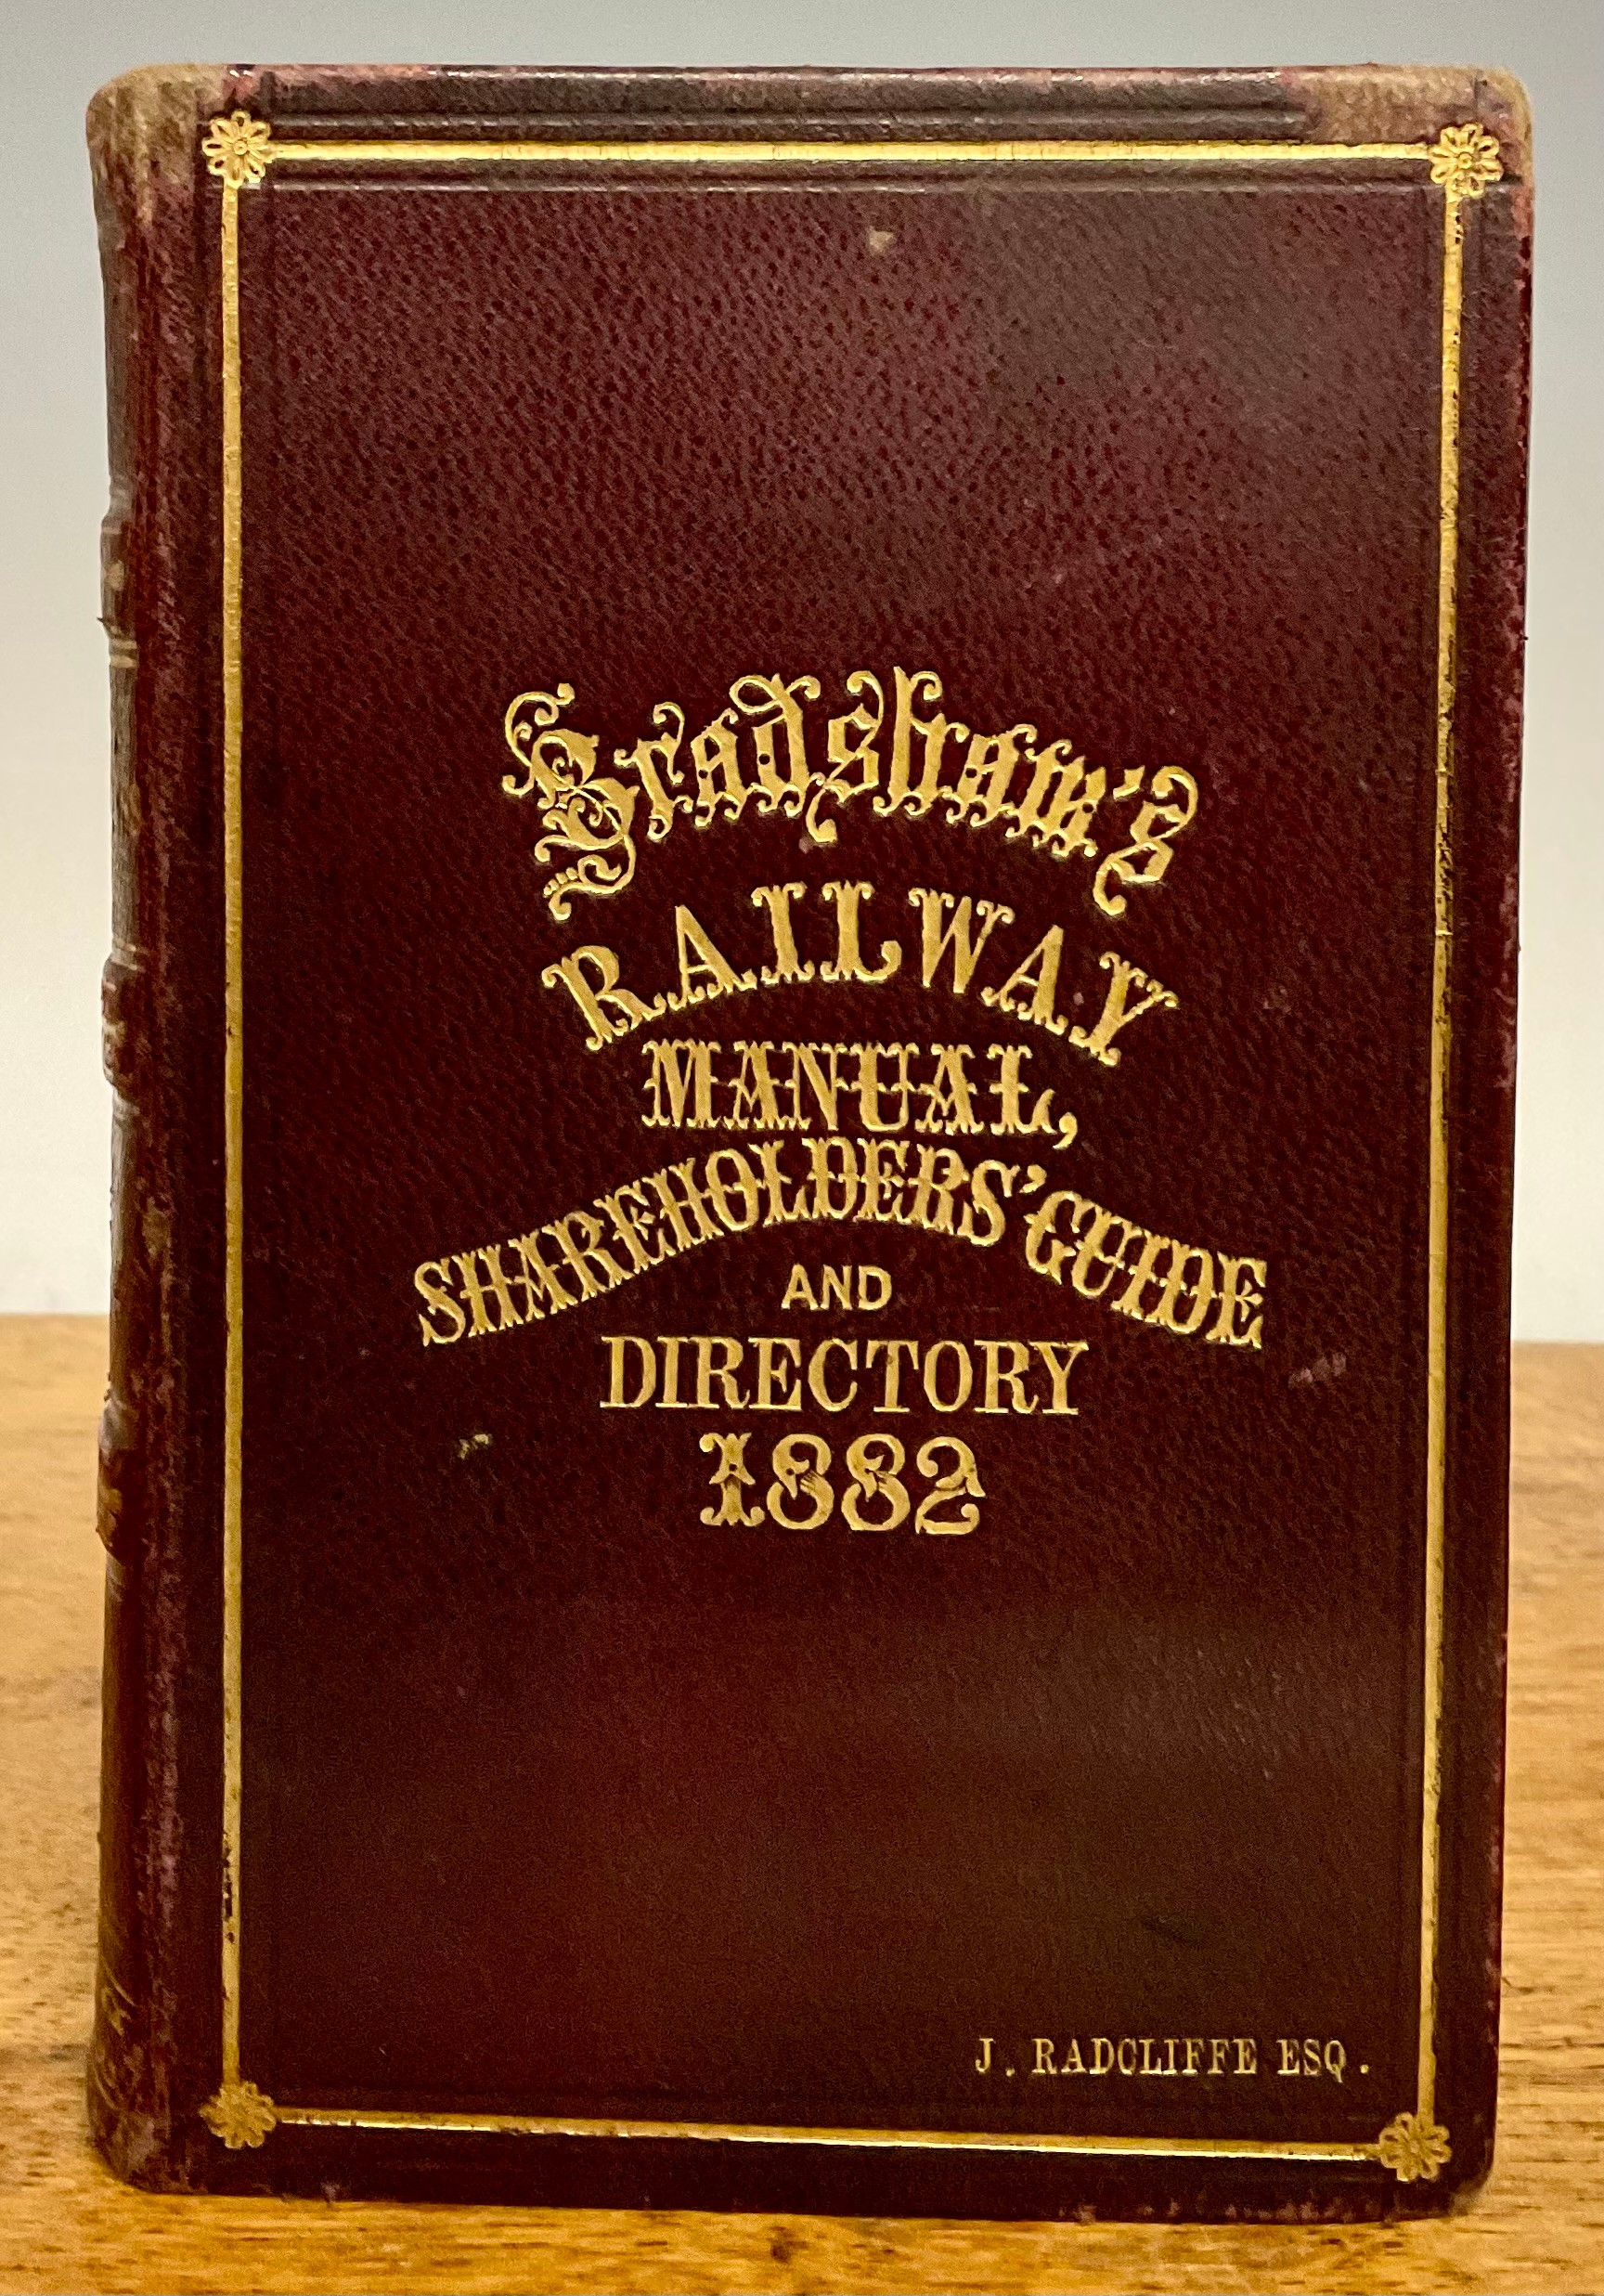 Bradshaw's
RAILWAY
MANUAL,
SHAREHOLDERS' GUIDE
AND
DIRECTORY
1882
J. RADCLIFFE ESQ.